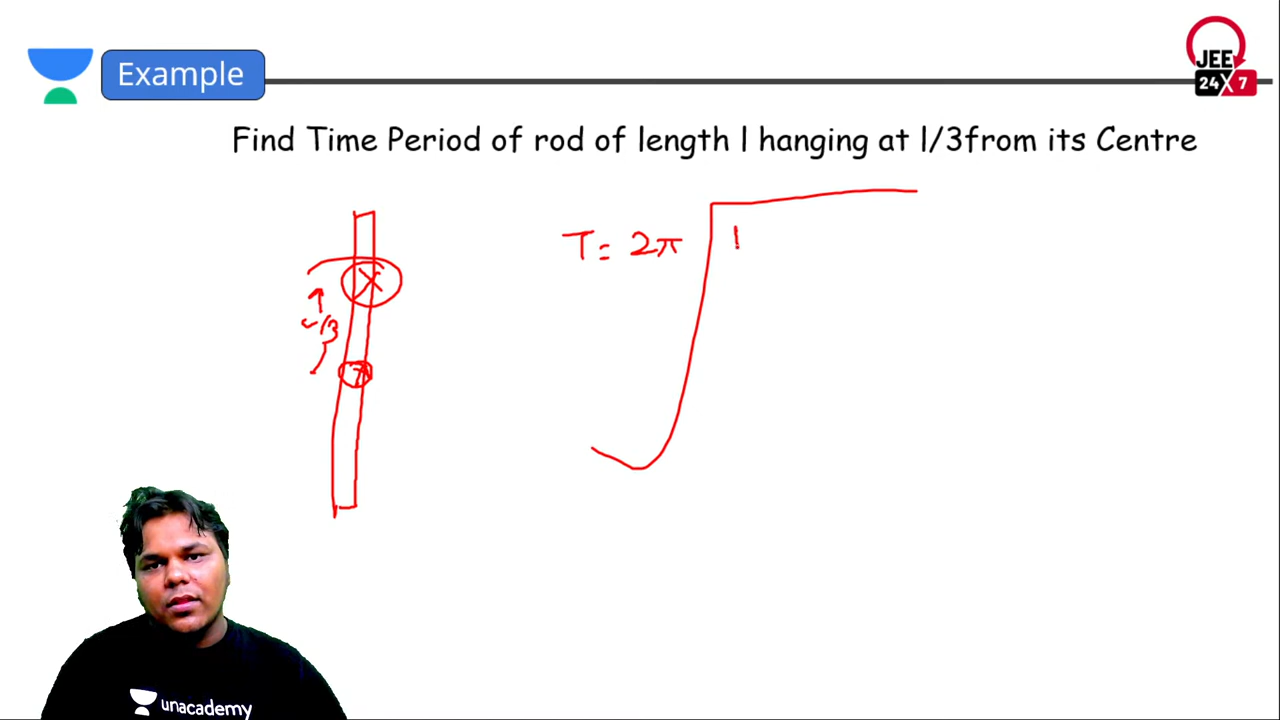 JEE
24X7
Example
Find Time Period of rod of length l hanging at l/3from its Centre
T = 2π
unacademy